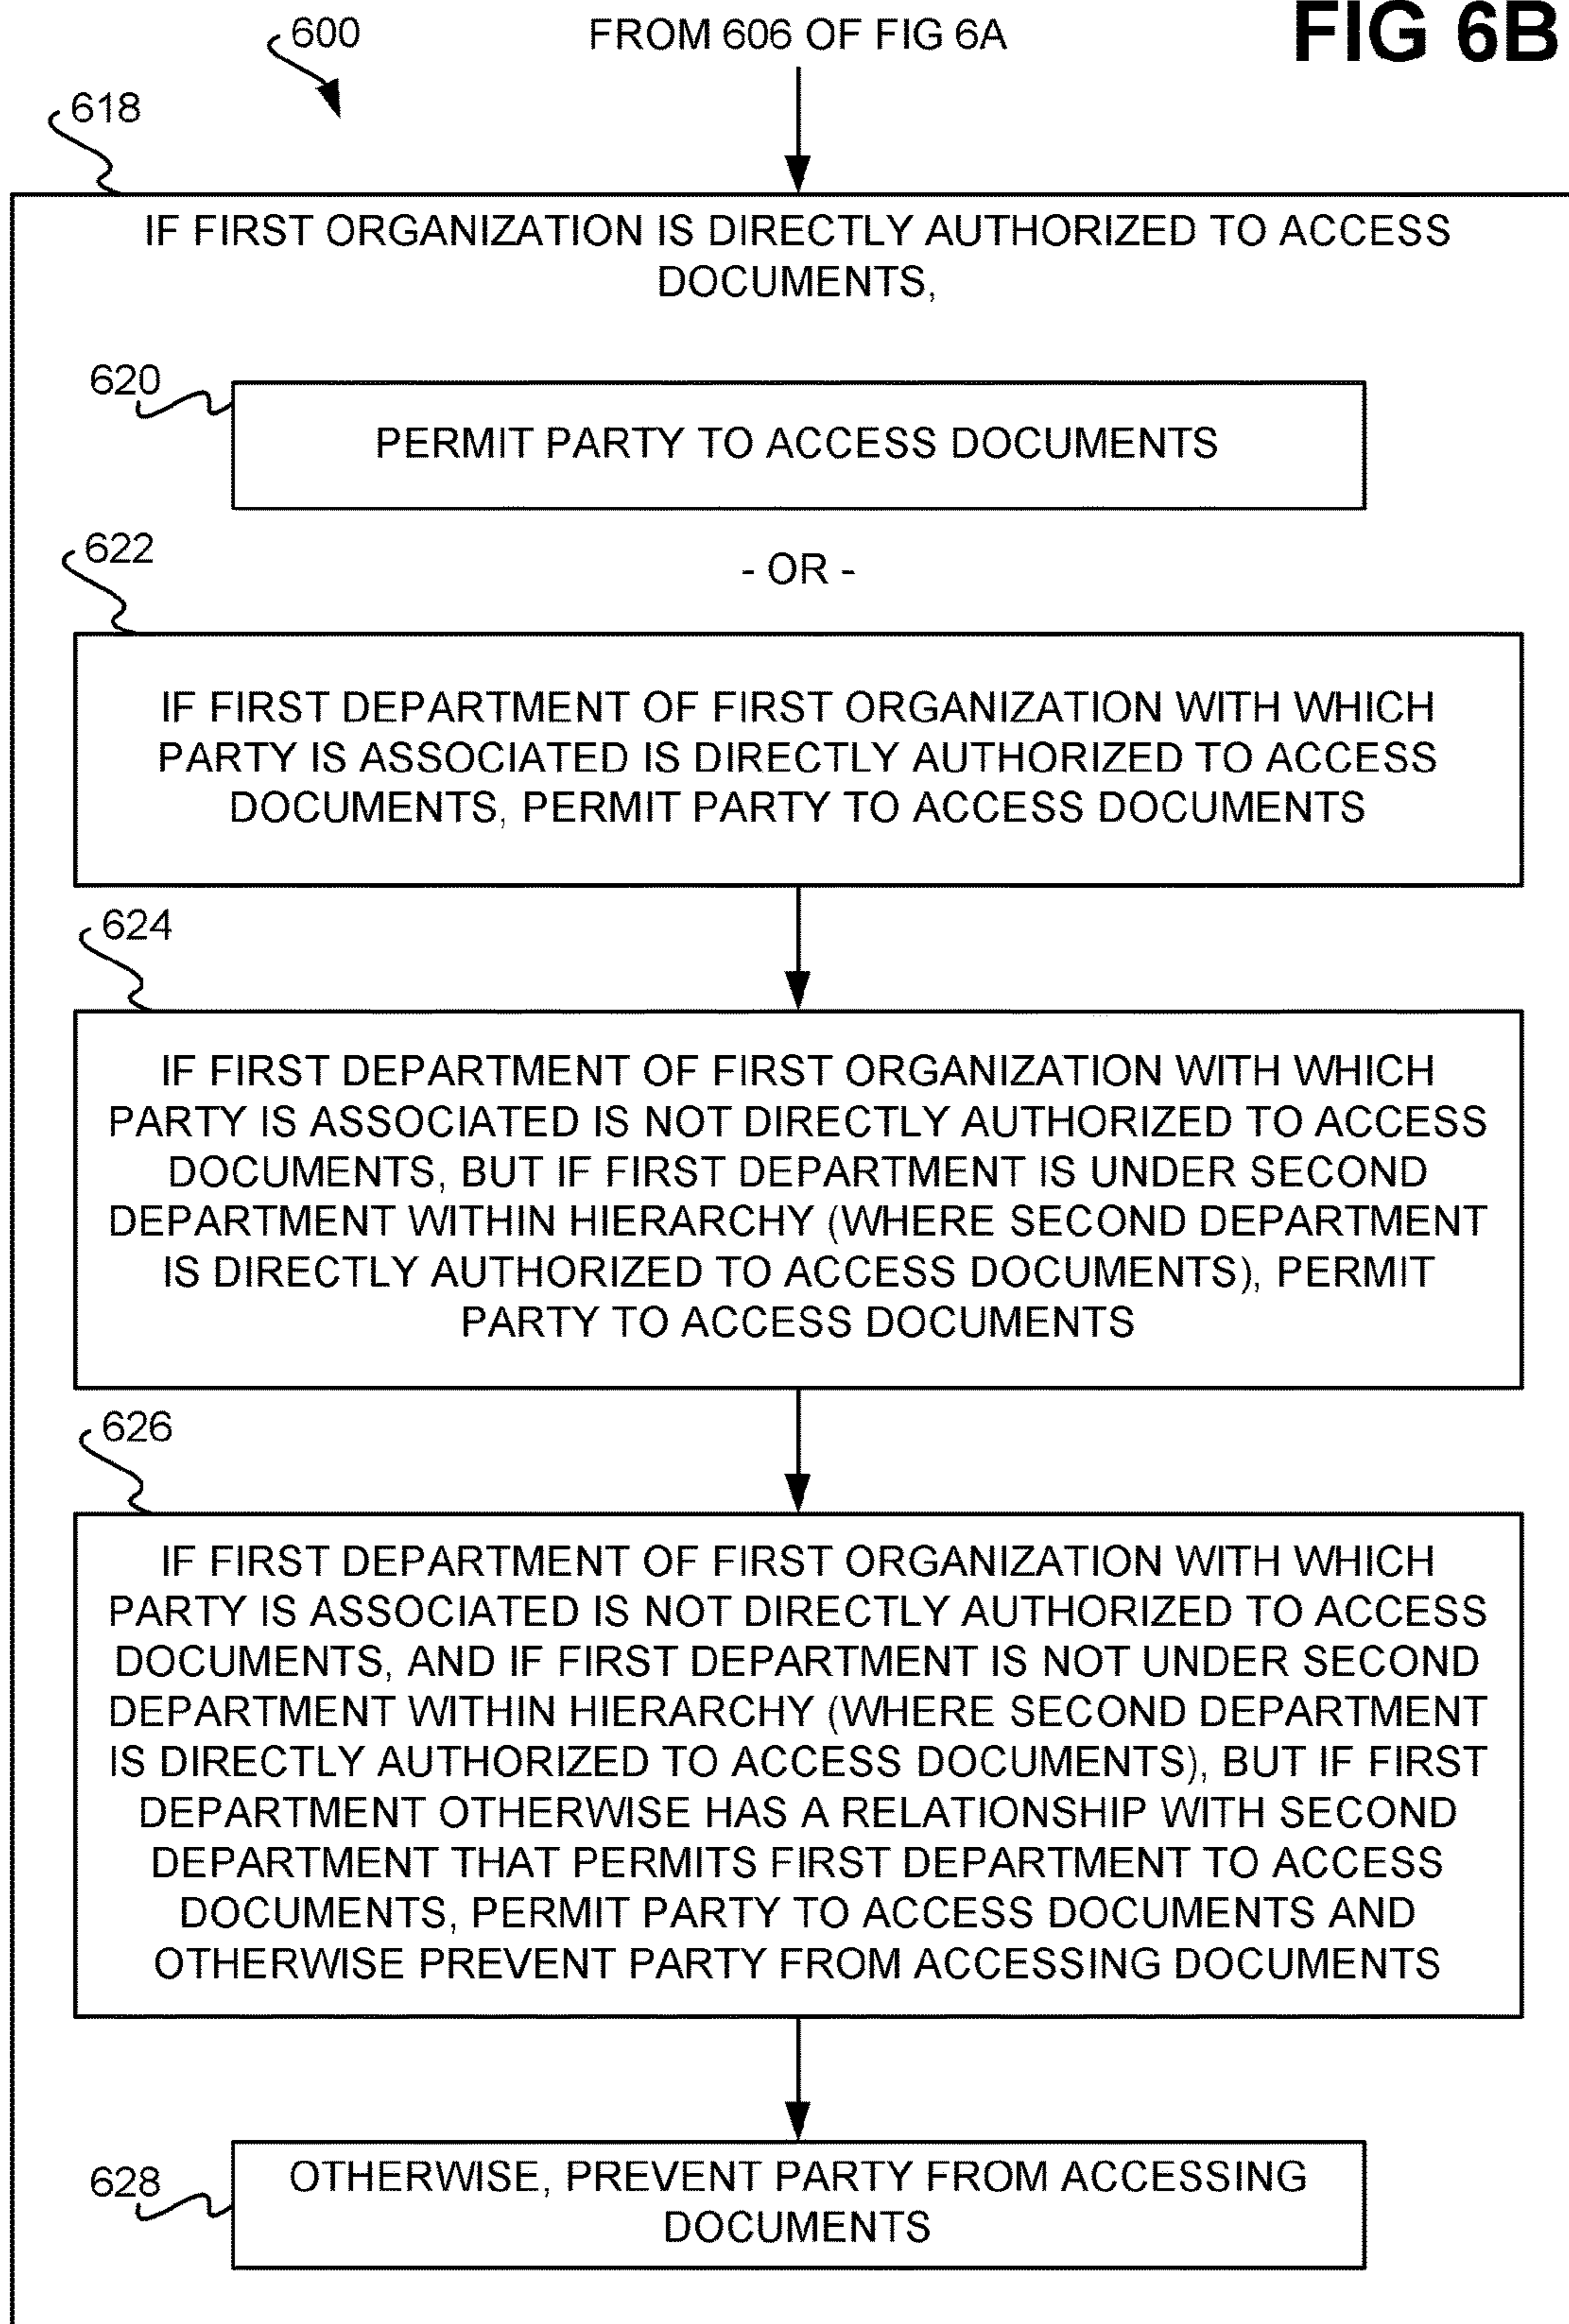 FIG 6B
600
FROM 606 OF FIG 6A
618
IF FIRST ORGANIZATION IS DIRECTLY AUTHORIZED TO ACCESS
DOCUMENTS,
620
PERMIT PARTY TO ACCESS DOCUMENTS
622
- OR -
IF FIRST DEPARTMENT OF FIRST ORGANIZATION WITH WHICH
PARTY IS ASSOCIATED IS DIRECTLY AUTHORIZED TO ACCESS
DOCUMENTS, PERMIT PARTY TO ACCESS DOCUMENTS
624
IF FIRST DEPARTMENT OF FIRST ORGANIZATION WITH WHICH
PARTY IS ASSOCIATED IS NOT DIRECTLY AUTHORIZED TO ACCESS
DOCUMENTS, BUT IF FIRST DEPARTMENT IS UNDER SECOND
DEPARTMENT WITHIN HIERARCHY (WHERE SECOND DEPARTMENT
IS DIRECTLY AUTHORIZED TO ACCESS DOCUMENTS), PERMIT
PARTY TO ACCESS DOCUMENTS
626
IF FIRST DEPARTMENT OF FIRST ORGANIZATION WITH WHICH
PARTY IS ASSOCIATED IS NOT DIRECTLY AUTHORIZED TO ACCESS
DOCUMENTS, AND IF FIRST DEPARTMENT IS NOT UNDER SECOND
DEPARTMENT WITHIN HIERARCHY (WHERE SECOND DEPARTMENT
IS DIRECTLY AUTHORIZED TO ACCESS DOCUMENTS), BUT IF FIRST
DEPARTMENT OTHERWISE HAS A RELATIONSHIP WITH SECOND
DEPARTMENT THAT PERMITS FIRST DEPARTMENT TO ACCESS
DOCUMENTS, PERMIT PARTY TO ACCESS DOCUMENTS AND
OTHERWISE PREVENT PARTY FROM ACCESSING DOCUMENTS
628
OTHERWISE, PREVENT PARTY FROM ACCESSING
DOCUMENTS